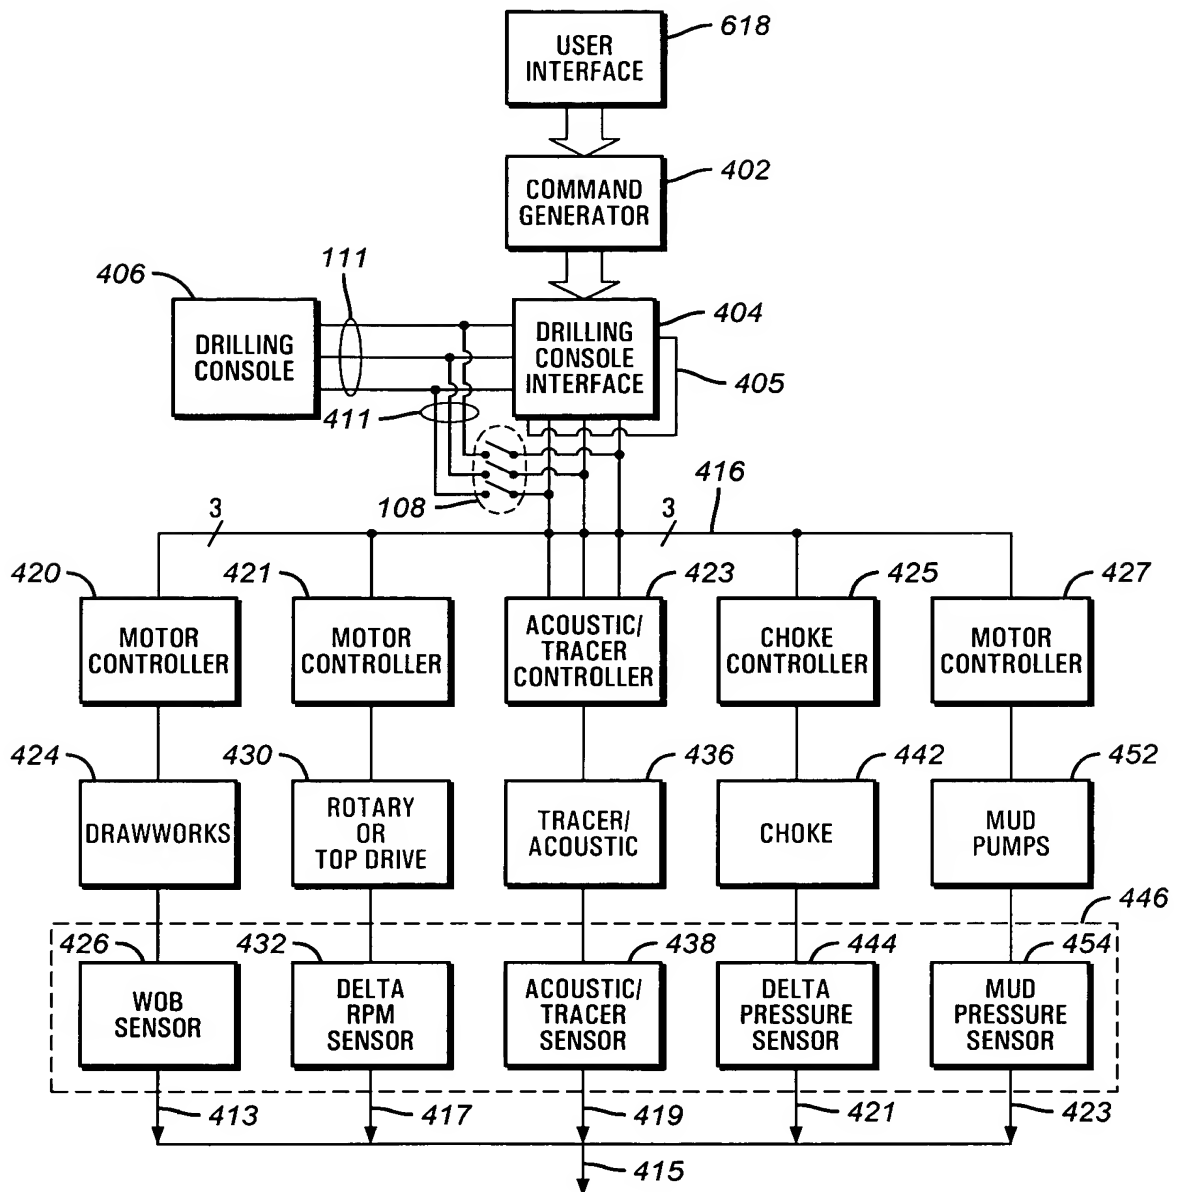 618
USER
INTERFACE
402
COMMAND
GENERATOR
111
406
404
DRILLING
CONSOLE
DRILLING
CONSOLE
INTERFACE
405
411
108
416
3
3
420
421
423
425
427
MOTOR
CONTROLLER
MOTOR
CONTROLLER
ACOUSTIC/
TRACER
CONTROLLER
CHOKE
CONTROLLER
MOTOR
CONTROLLER
424
430
436
442
452
DRAWWORKS
ROTARY
OR
TOP DRIVE
TRACER/
ACOUSTIC
CHOKE
MUD
PUMPS
446
426
432
438
444
454
WOB
SENSOR
DELTA
RPM
SENSOR
ACOUSTIC/
TRACER
SENSOR
DELTA
PRESSURE
SENSOR
MUD
PRESSURE
SENSOR
413
417
419
421
423
415